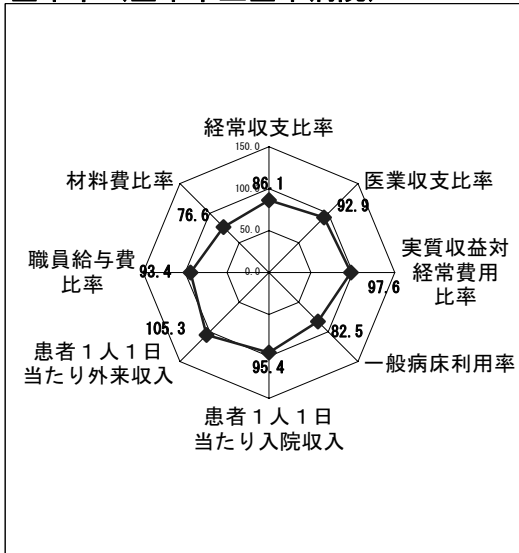 経常収支比率
150.0
材料費比率
100.0
86.1
医業収支比率
76.6
92.9
50.0
職員給与費
比率
93.4
0.0
実質収益対
経常費用
比率
97.6
105.3
82.5
患者１人１日
当たり外来収入
95.4
一般病床利用率
患者１人１日
当たり入院収入